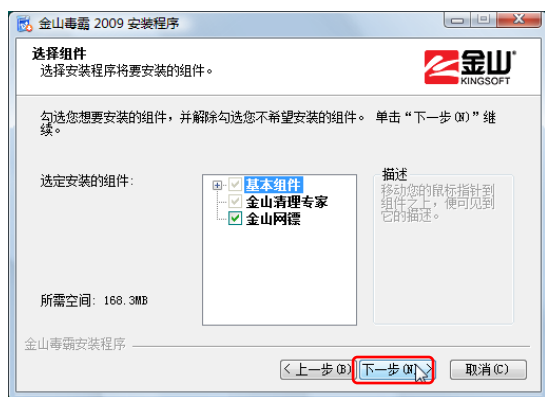 金山毒霸 2009 安装程序
选择组件
选择安装程序将要安装的组件。
金山
KINGSOFT
勾选您想要安装的组件，并解除勾选您不希望安装的组件。 单击“下一步(N)”继
续。
选定安装的组件：
基本组件
金山清理专家
金山网镖
描述
移动您的鼠标指针到
组件之上，便可见到
它的描述。
所需空间: 168.3MB
金山毒霸安装程序
< 上一步(B)
下一步(N) >
取消(C)